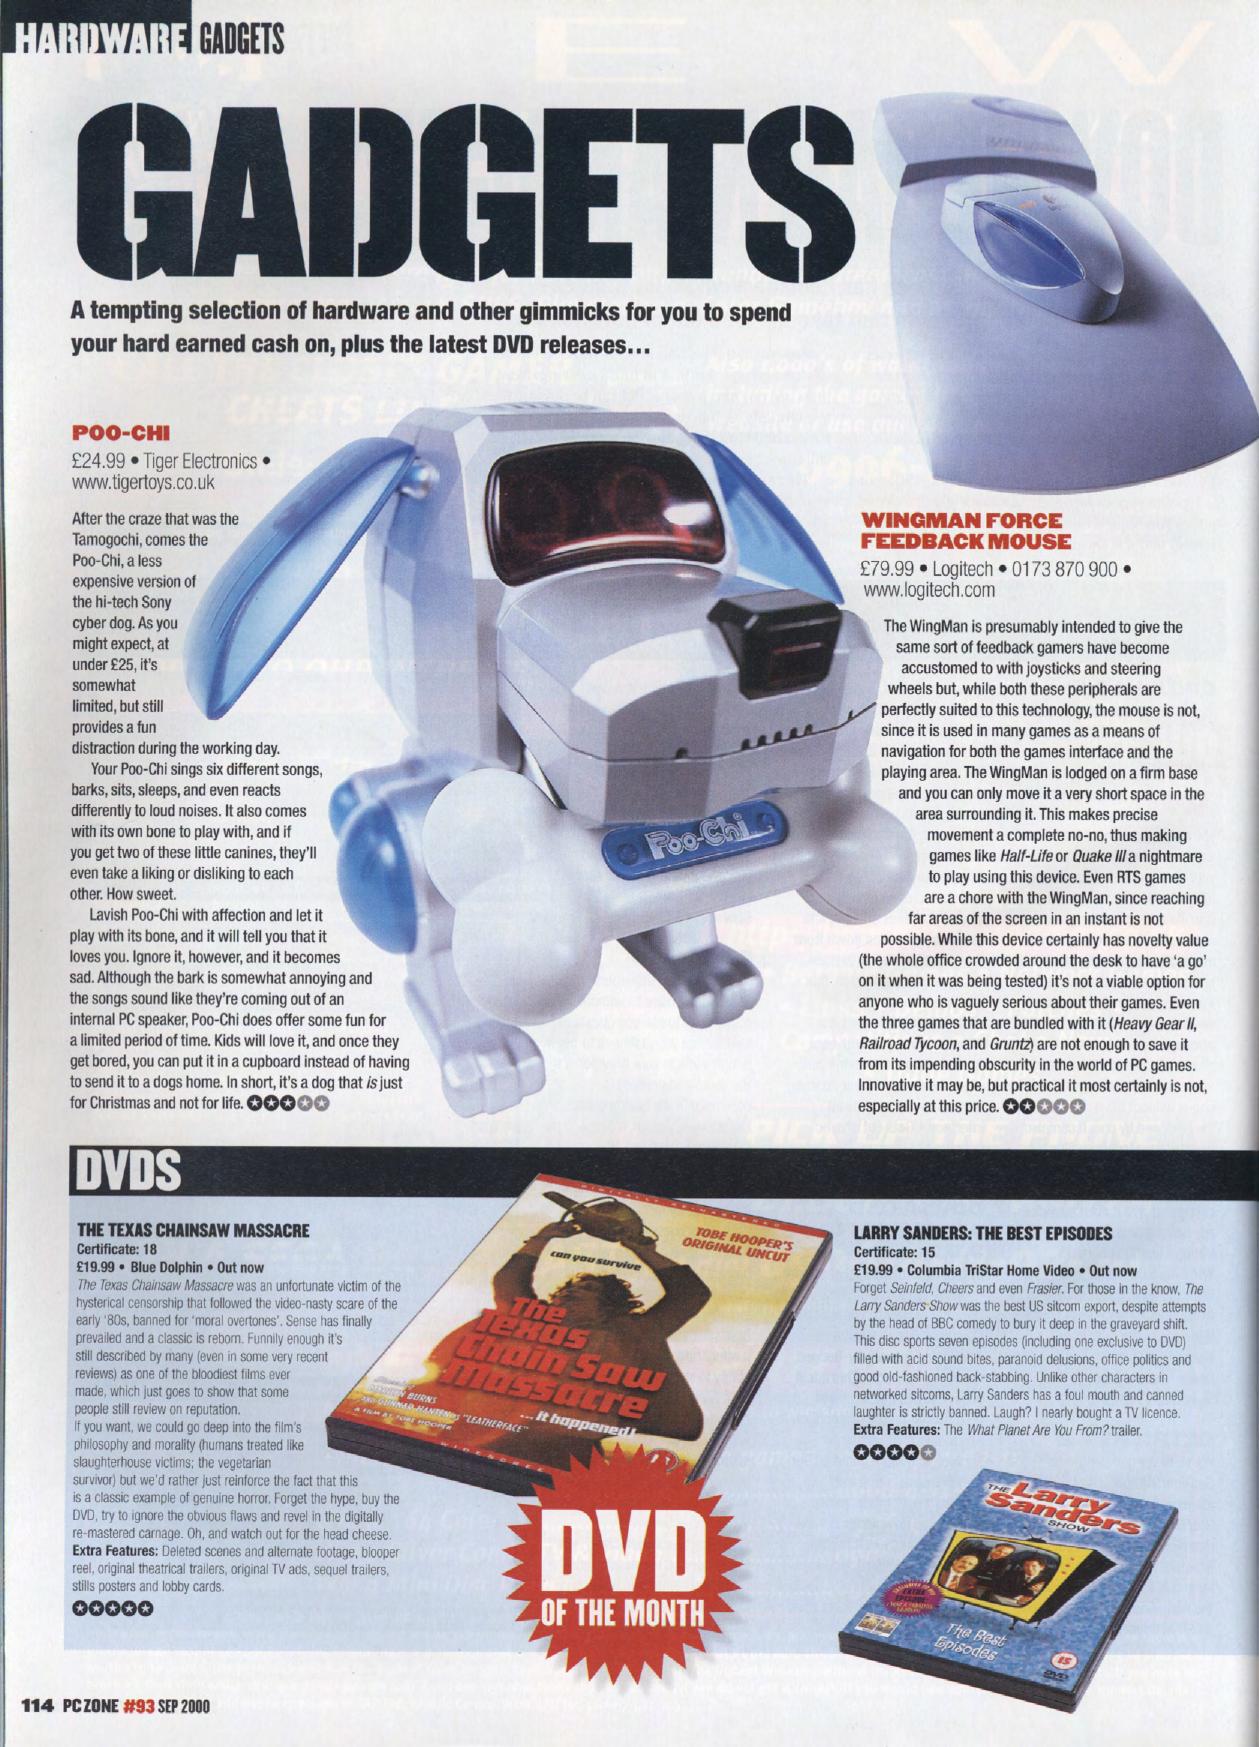 HARDWARE GADGETS
GADGETS
A tempting selection of hardware and other gimmicks for you to spend
your hard earned cash on, plus the latest DVD releases...
POO-CHI
£24.99 • Tiger Electronics •
www.tigertoys.co.uk
After the craze that was the
Tamogochi, comes the
Poo-Chi, a less
expensive version of
the hi-tech Sony
cyber dog. As you
might expect, at
under £25, it's
somewhat
limited, but still
provides a fun
distraction during the working day.
Your Poo-Chi sings six different songs,
barks, sits, sleeps, and even reacts
differently to loud noises. It also comes
with its own bone to play with, and if
you get two of these little canines, they'll
even take a liking or disliking to each
other. How sweet.
Lavish Poo-Chi with affection and let it
play with its bone, and it will tell you that it
loves you. Ignore it, however, and it becomes
sad. Although the bark is somewhat annoying and
the songs sound like they're coming out of an
internal PC speaker, Poo-Chi does offer some fun for
a limited period of time. Kids will love it, and once they
get bored, you can put it in a cupboard instead of having
to send it to a dogs home. In short, it's a dog that is just
for Christmas and not for life.
Poo-Chi
WINGMAN FORCE
FEEDBACK MOUSE
£79.99 • Logitech • 0173 870 900 •
www.logitech.com
The WingMan is presumably intended to give the
same sort of feedback gamers have become
accustomed to with joysticks and steering
wheels but, while both these peripherals are
perfectly suited to this technology, the mouse is not,
since it is used in many games as a means of
navigation for both the games interface and the
playing area. The WingMan is lodged on a firm base
and you can only move it a very short space in the
area surrounding it. This makes precise
movement a complete no-no, thus making
games like Half-Life or Quake III a nightmare
to play using this device. Even RTS games
are a chore with the WingMan, since reaching
far areas of the screen in an instant is not
possible. While this device certainly has novelty value
(the whole office crowded around the desk to have 'a go'
on it when it was being tested) it's not a viable option for
anyone who is vaguely serious about their games. Even
the three games that are bundled with it (Heavy Gear II,
Railroad Tycoon, and Gruntz) are not enough to save it
from its impending obscurity in the world of PC games.
Innovative it may be, but practical it most certainly is not,
especially at this price.
DVDS
THE TEXAS CHAINSAW MASSACRE
Certificate: 18
£19.99 • Blue Dolphin • Out now
The Texas Chainsaw Massacre was an unfortunate victim of the
hysterical censorship that followed the video-nasty scare of the
early '80s, banned for 'moral overtones'. Sense has finally
prevailed and a classic is reborn. Funnily enough it's
still described by many (even in some very recent
reviews) as one of the bloodiest films ever
made, which just goes to show that some
people still review on reputation.
If you want, we could go deep into the film's
philosophy and morality (humans treated like
slaughterhouse victims; the vegetarian
survivor) but we'd rather just reinforce the fact that this
is a classic example of genuine horror. Forget the hype, buy the
DVD, try to ignore the obvious flaws and revel in the digitally
re-mastered carnage. Oh, and watch out for the head cheese.
Extra Features: Deleted scenes and alternate footage, blooper
reel, original theatrical trailers, original TV ads, sequel trailers,
stills posters and lobby cards.
DIGITALLY RE-MASTERED
TOBE HOOPER'S
ORIGINAL UNCUT
can you survive
The
Texas
Chain Saw
Massacre
...it happened!
BURNS
"LEATHERFACE"
A FILM BY TOBE HOOPER
WIDESCREEN
DVD
OF THE MONTH
LARRY SANDERS: THE BEST EPISODES
Certificate: 15
£19.99 • Columbia TriStar Home Video • Out now
Forget Seinfeld, Cheers and even Frasier. For those in the know, The
Larry Sanders Show was the best US sitcom export, despite attempts
by the head of BBC comedy to bury it deep in the graveyard shift.
This disc sports seven episodes (including one exclusive to DVD)
filled with acid sound bites, paranoid delusions, office politics and
good old-fashioned back-stabbing. Unlike other characters in
networked sitcoms, Larry Sanders has a foul mouth and canned
laughter is strictly banned. Laugh? I nearly bought a TV licence.
Extra Features: The What Planet Are You From? trailer.
THE Larry
Sanders
SHOW
The Best
Episodes
15
DVD
114 PCZONE #93 SEP 2000